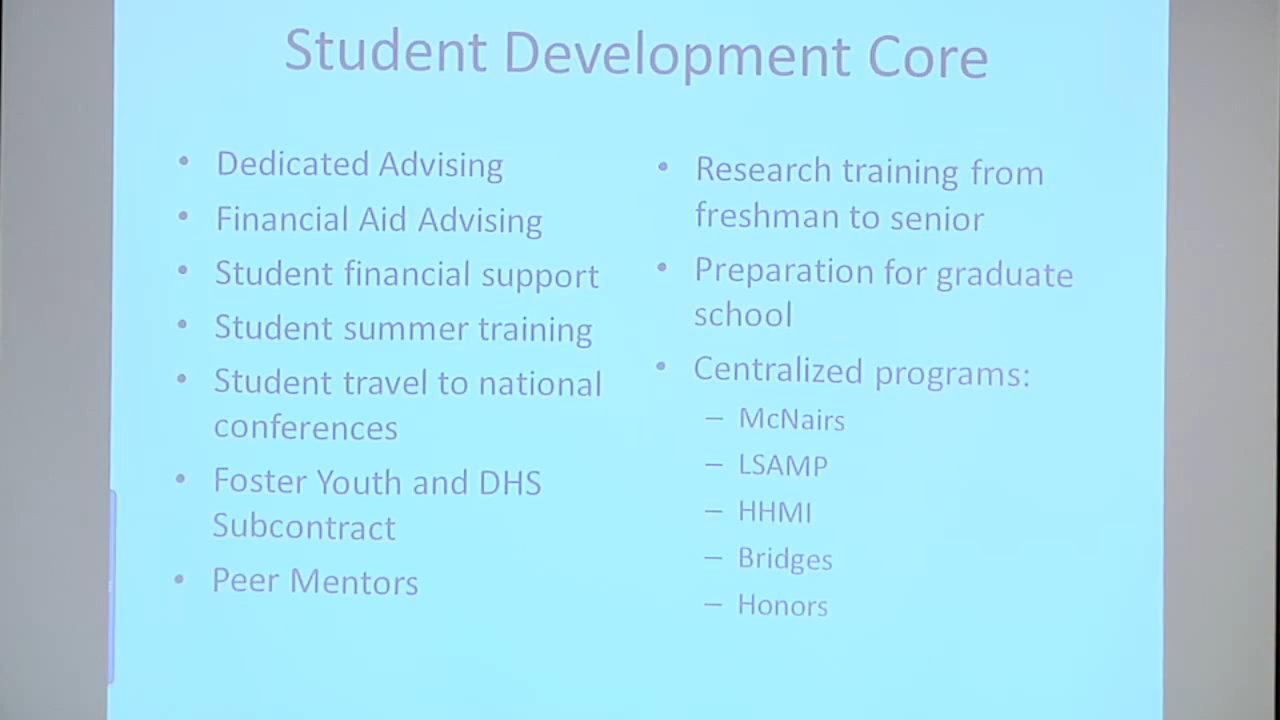 Student Development Core
• Dedicated Advising
• Financial Aid Advising
• Student financial support
• Student summer training
• Student travel to national
conferences
• Foster Youth and DHS
Subcontract
• Peer Mentors
• Research training from
freshman to senior
• Preparation for graduate
school
• Centralized programs:
– McNairs
– LSAMP
– HHMI
– Bridges
– Honors